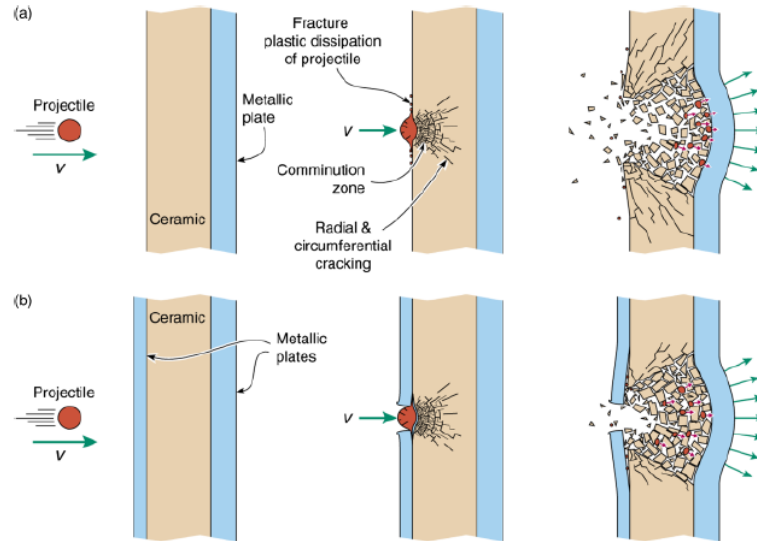 (a)
Projectile
v
Metallic
plate
Ceramic
Fracture
plastic dissipation
of projectile
v
Comminution
zone
Radial &
circumferential
cracking
(b)
Ceramic
Metallic
plates
Projectile
v
v